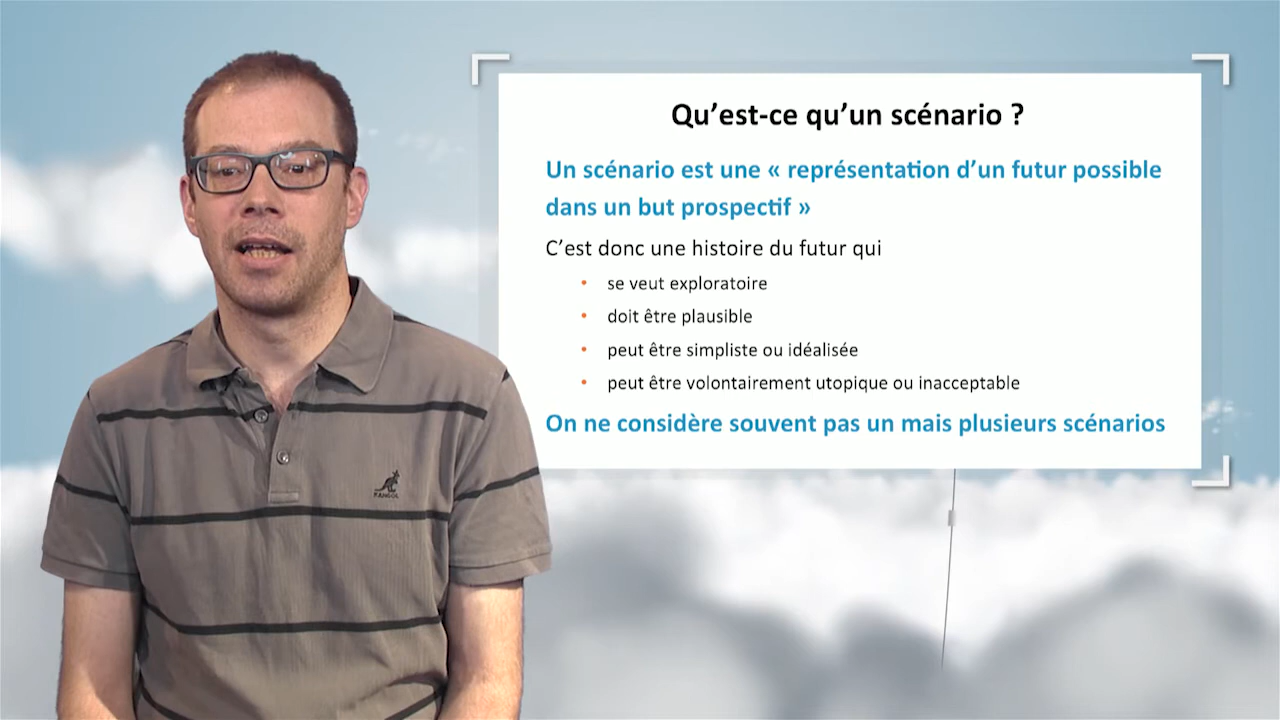 Qu’est-ce qu’un scénario ?
Un scénario est une « représentation d’un futur possible
dans un but prospectif »
C’est donc une histoire du futur qui
• se veut exploratoire
• doit être plausible
• peut être simpliste ou idéalisée
• peut être volontairement utopique ou inacceptable
On ne considère souvent pas un mais plusieurs scénarios
KANGOL